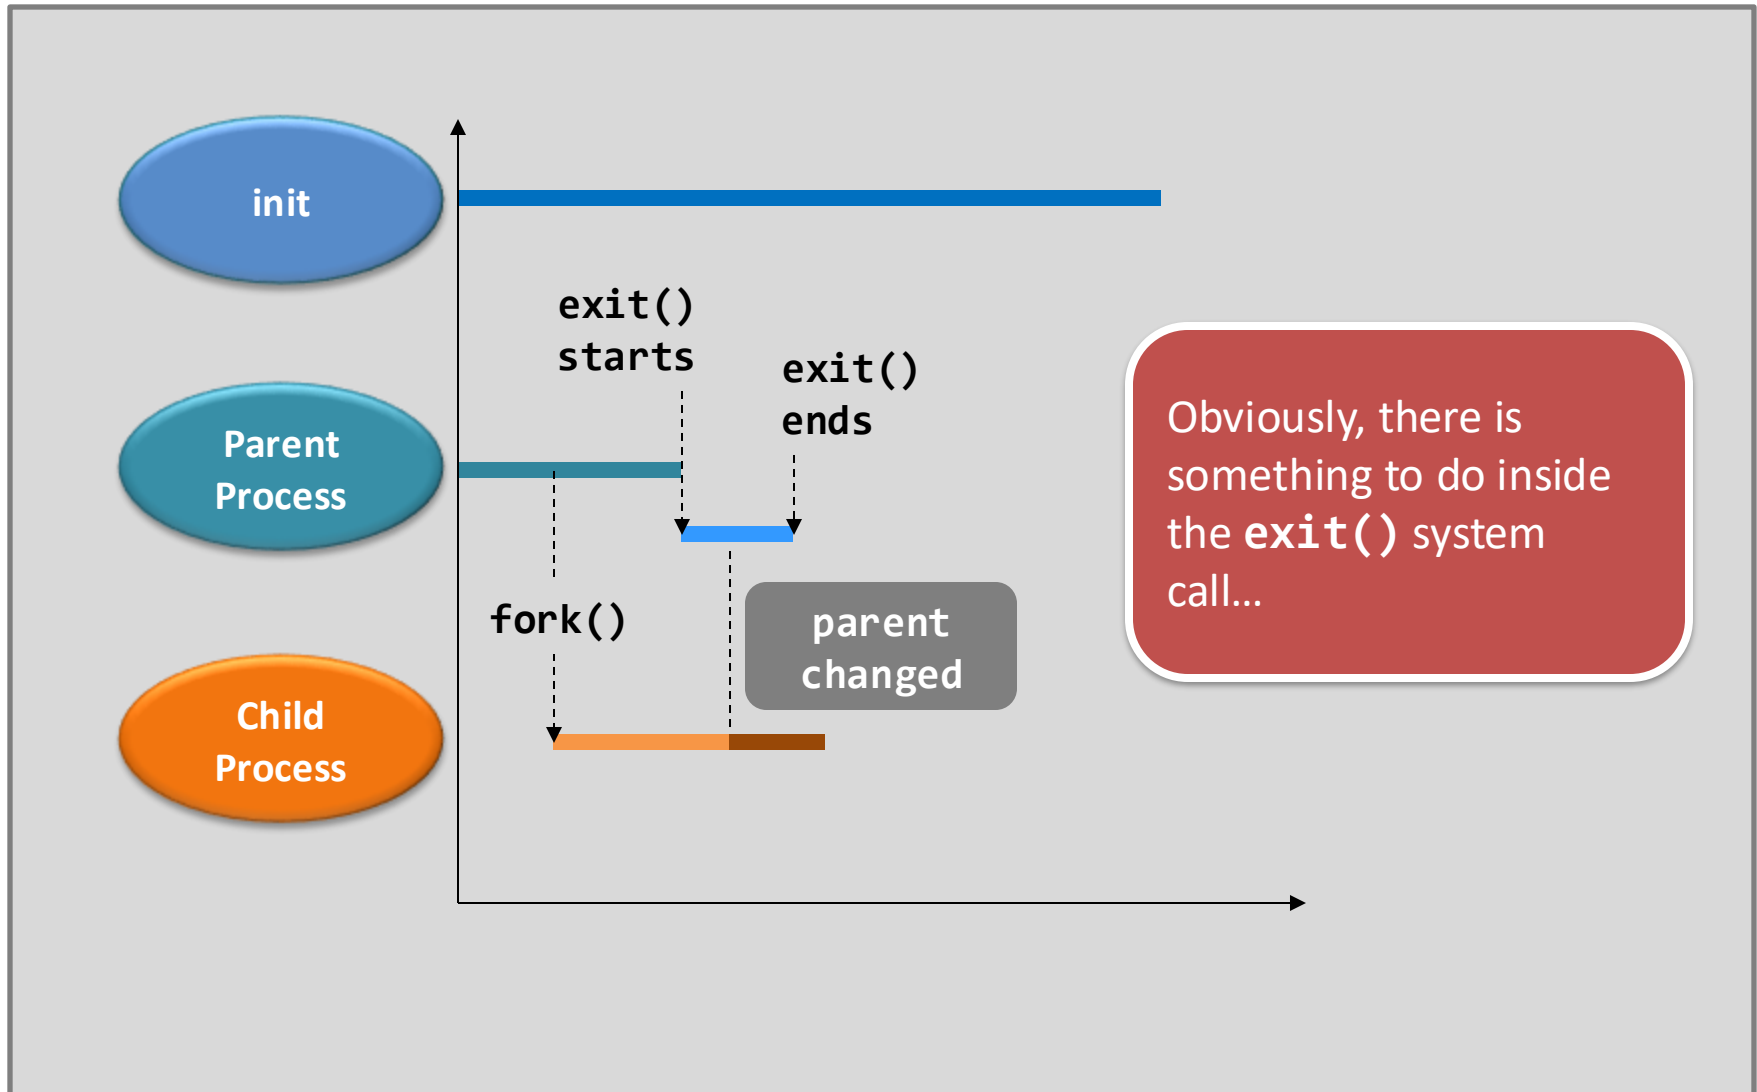 init
exit()
starts
exit()
ends
Parent
Process
fork()
parent
changed
Child
Process
Obviously, there is
something to do inside
the exit() system
call…